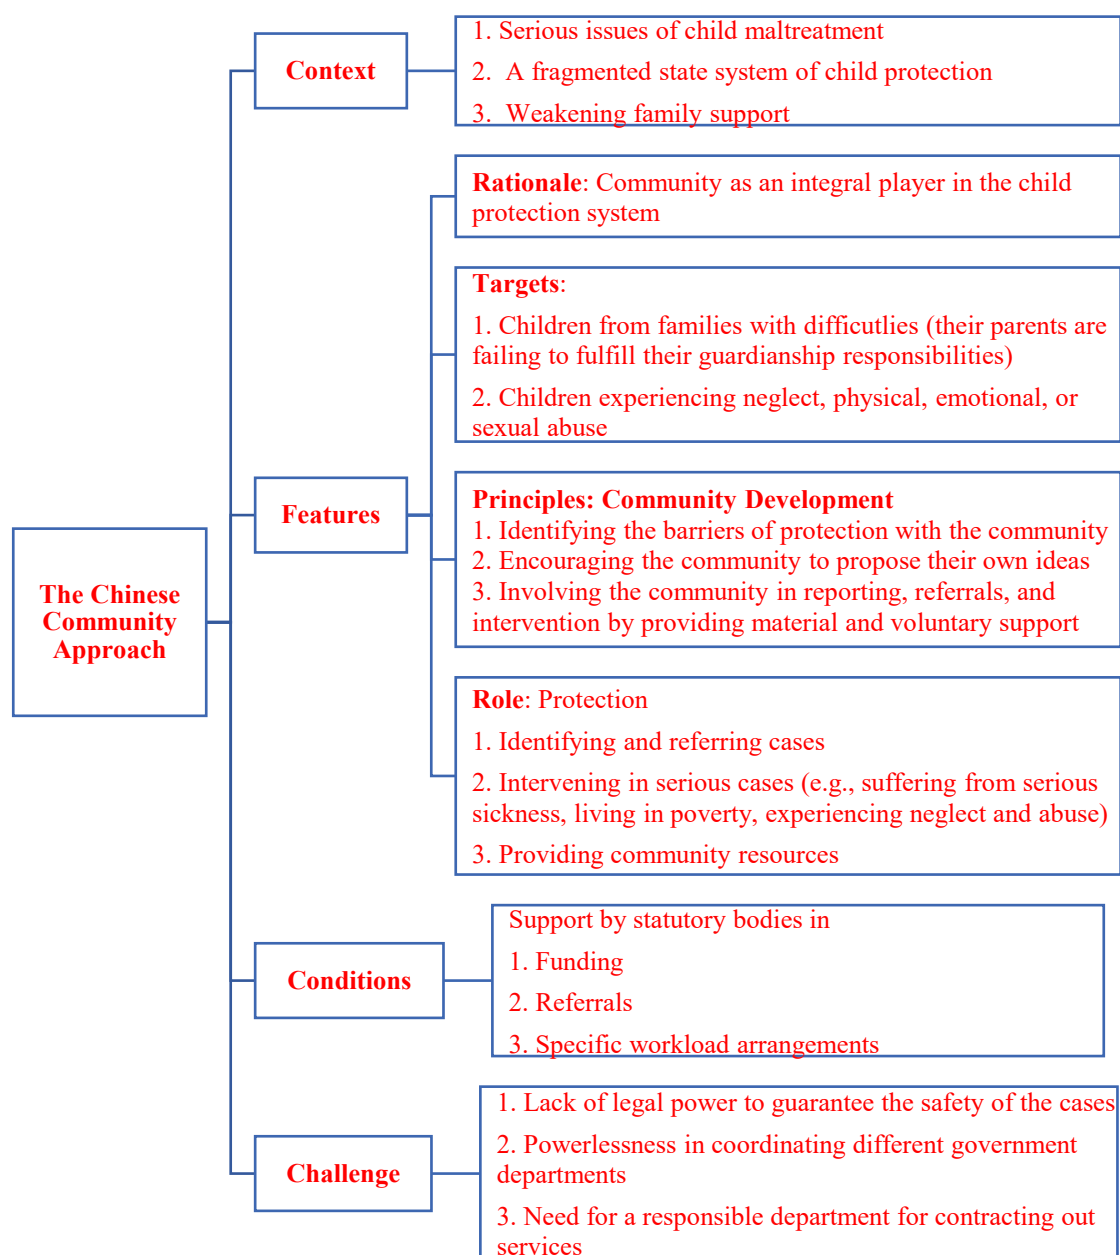 The Chinese
Community
Approach
Context
1. Serious issues of child maltreatment
2. A fragmented state system of child protection
3. Weakening family support
Features
Rationale: Community as an integral player in the child
protection system
Targets:
1. Children from families with difficutlies (their parents are
failing to fulfill their guardianship responsibilities)
2. Children experiencing neglect, physical, emotional, or
sexual abuse
Principles: Community Development
1. Identifying the barriers of protection with the community
2. Encouraging the community to propose their own ideas
3. Involving the community in reporting, referrals, and
intervention by providing material and voluntary support
Role: Protection
1. Identifying and referring cases
2. Intervening in serious cases (e.g., suffering from serious
sickness, living in poverty, experiencing neglect and abuse)
3. Providing community resources
Conditions
Support by statutory bodies in
1. Funding
2. Referrals
3. Specific workload arrangements
Challenge
1. Lack of legal power to guarantee the safety of the cases
2. Powerlessness in coordinating different government
departments
3. Need for a responsible department for contracting out
services